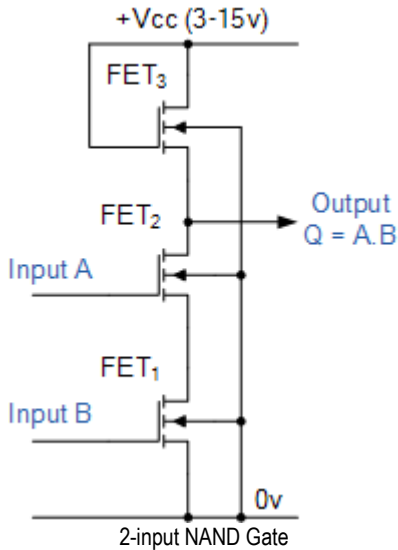 +Vcc (3-15v)
FET₃
FET₂
Output
Q = A.B
Input A
FET₁
Input B
0v
2-input NAND Gate